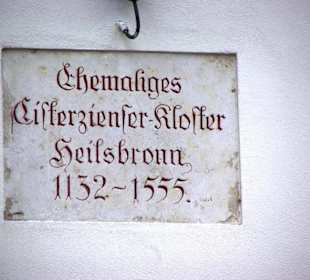 Ehemaliges
Ciſterzienſer-Kloſter
Heilsbronn
1132~1555.